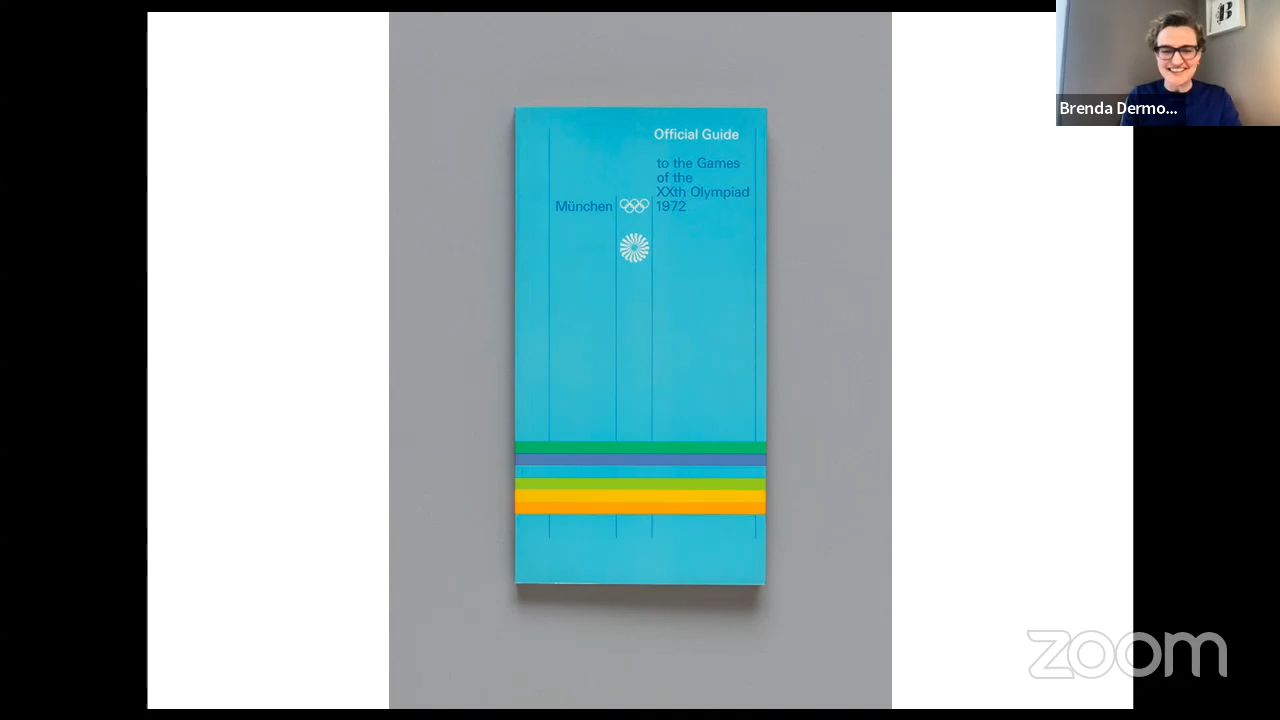 Official Guide
to the Games
of the
XXth Olympiad
München 1972
Brenda Dermo...
B
zoom